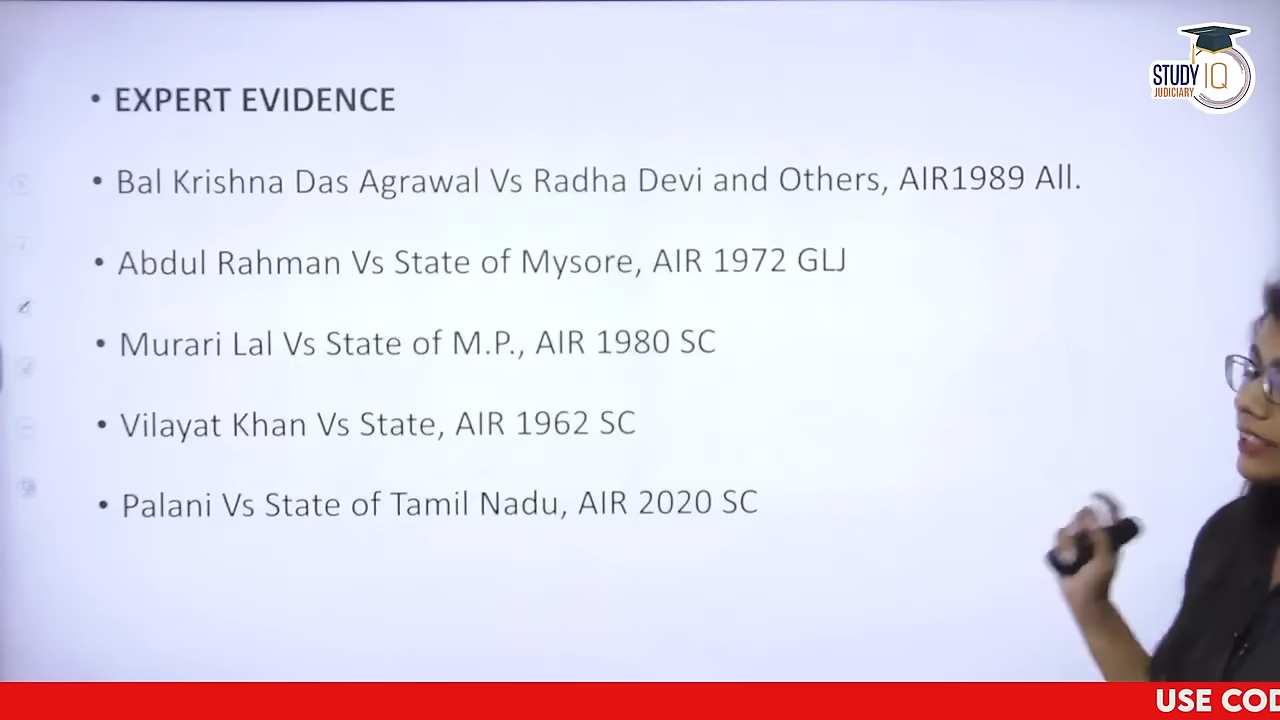 STUDY IQ
JUDICIARY
• EXPERT EVIDENCE
• Bal Krishna Das Agrawal Vs Radha Devi and Others, AIR1989 All.
• Abdul Rahman Vs State of Mysore, AIR 1972 GLJ
• Murari Lal Vs State of M.P., AIR 1980 SC
• Vilayat Khan Vs State, AIR 1962 SC
• Palani Vs State of Tamil Nadu, AIR 2020 SC
USE COD